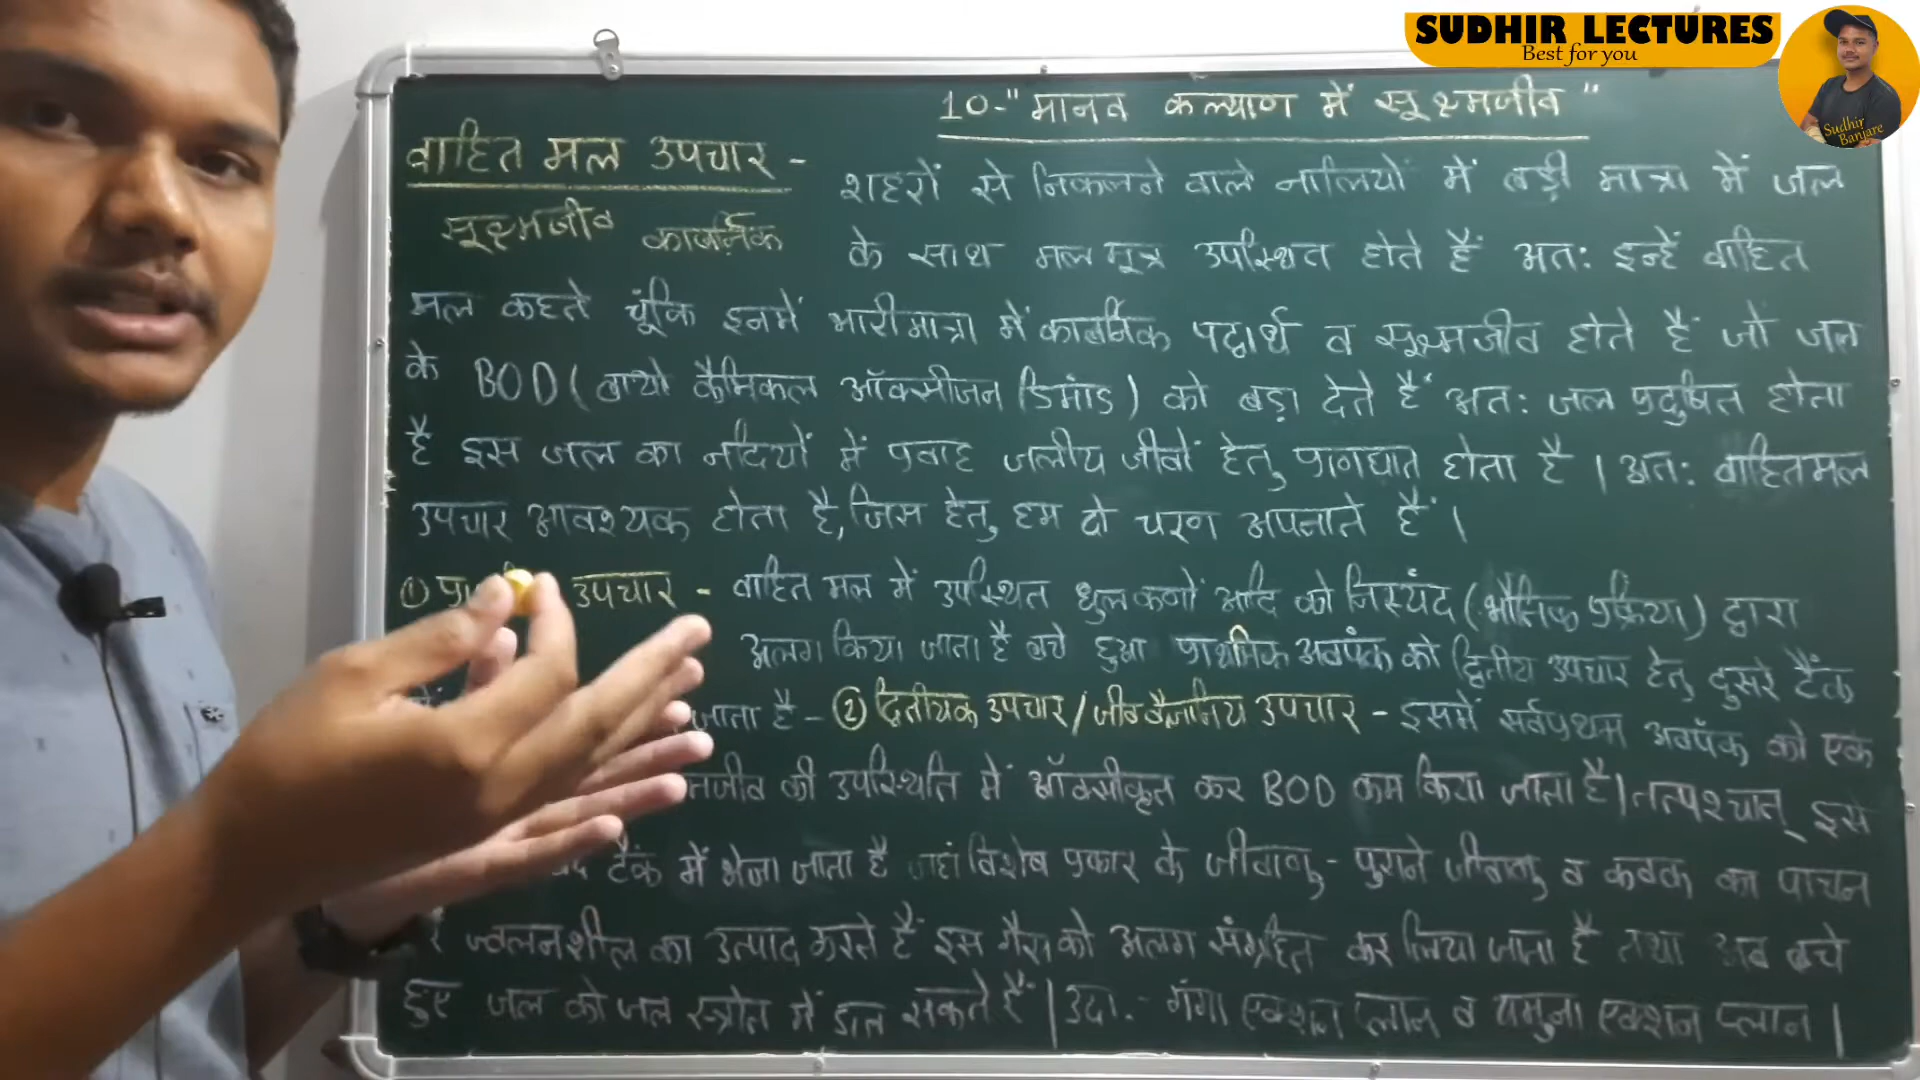 SUDHIR LECTURES
Best for you
Sudhir
Banjare
10-"मानव कल्याण में सूक्ष्मजीव"
वाहित मल उपचार -
शहरों से निकलने वाले नालियों में बड़ी मात्रा में जल
सूक्ष्मजीव कार्बनिक
के साथ मल मूत्र उपस्थित होते हैं अतः इन्हें वाहित
मल कहते चूंकि इनमें भारी मात्रा में कार्बनिक पदार्थ व सूक्ष्मजीव होते हैं जो जल
के BOD (बायो कैमिकल ऑक्सीजन डिमांड) को बड़ा देते हैं अतः जल प्रदुषित होता
है इस जल का नदियों में प्रवाह जलीय जीवों हेतु प्राणघात होता है । अतः वाहितमल
उपचार आवश्यक होता है, जिस हेतु हम दो चरण अपनाते हैं ।
① उपचार - वाहित मल में उपस्थित धुल कणों आदि को निस्यंद (भौतिक प्रक्रिया) द्वारा
अलग किया जाता है बचे हुआ प्राथमिक अवपंक को द्वितीय उपचार हेतु दुसरे टैंक
जाता है - ② द्वितीयक उपचार/जीव वैज्ञानिय उपचार - इसमें सर्वप्रथम अवपंक को एक
की उपस्थिति में ऑक्सीकृत कर BOD कम किया जाता है। तत्पश्चात् इसे
टैंक में भेजा जाता है जहां विशेष प्रकार के जीवाणु - पुराने जीवाणु व कवक का पाचन
ज्वलनशील का उत्पाद करते हैं इस गैस को अलग संग्रहित कर लिया जाता है तथा अब बचे
हुए जल को जल स्त्रोत में डाल सकते हैं | उदा. - गंगा एक्शन प्लान व यमुना एक्शन प्लान |